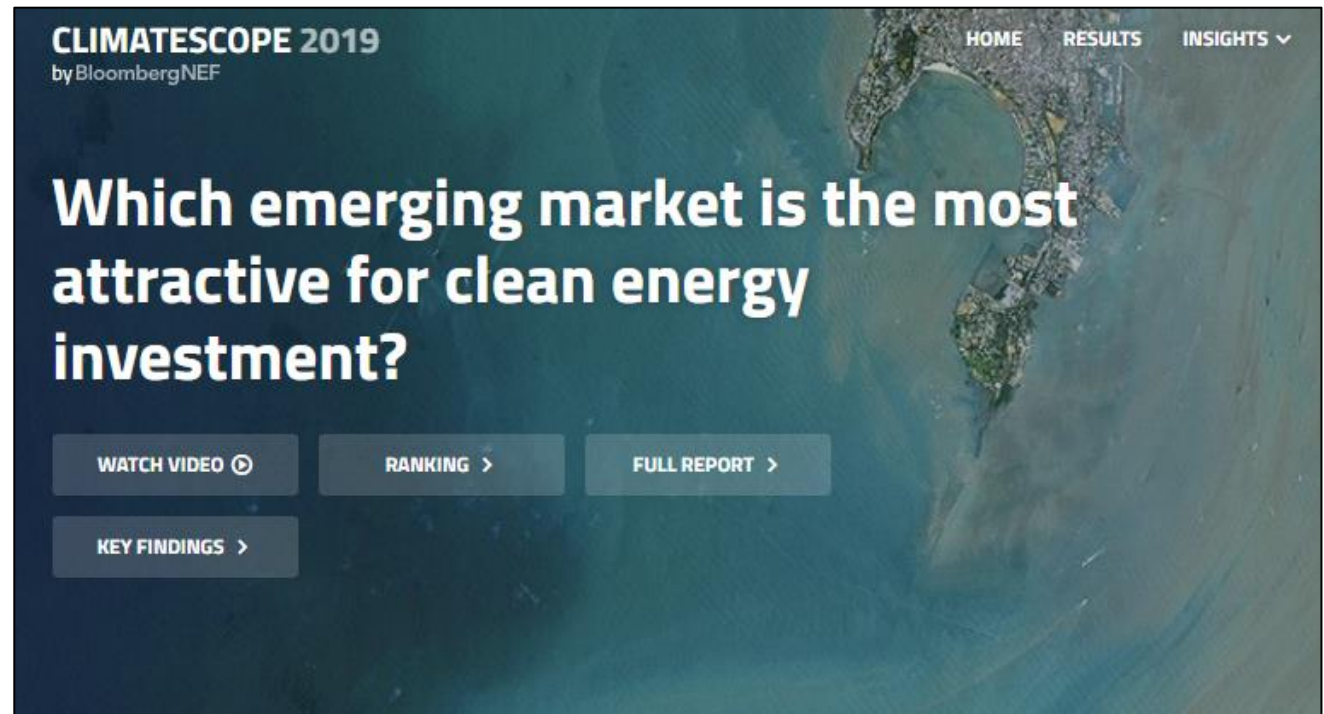 CLIMATESCOPE 2019
by BloombergNEF
HOME RESULTS INSIGHTS
Which emerging market is the most
attractive for clean energy
investment?
WATCH VIDEO
RANKING
FULL REPORT
KEY FINDINGS